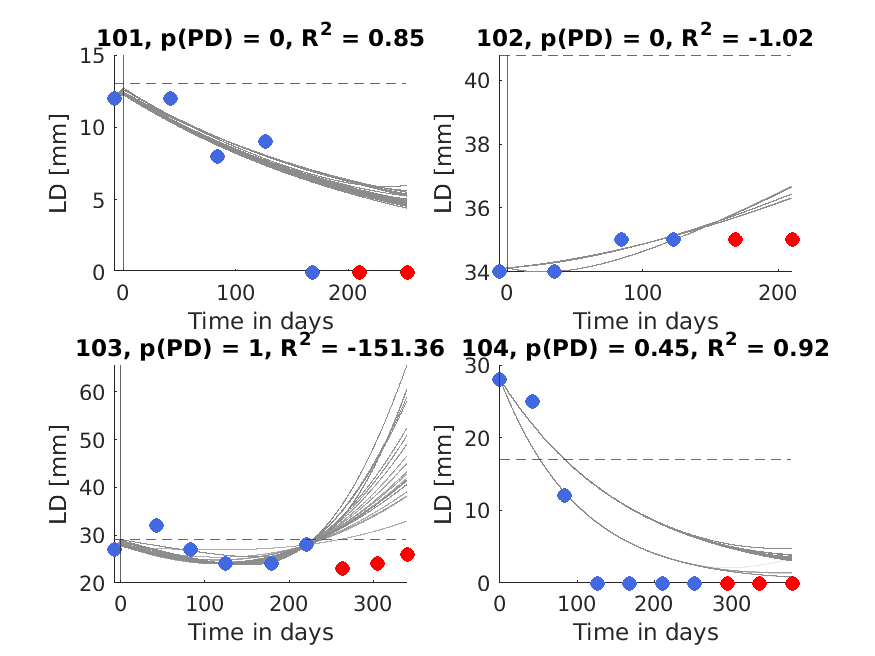 101, p(PD) = 0, R² = 0.85
15
10
5
0
LD [mm]
0 100 200
Time in days
102, p(PD) = 0, R² = -1.02
40
38
36
34
LD [mm]
0 100 200
Time in days
103, p(PD) = 1, R² = -151.36
60
50
40
30
20
LD [mm]
0 100 200 300
Time in days
104, p(PD) = 0.45, R² = 0.92
30
20
10
0
LD [mm]
0 100 200 300
Time in days